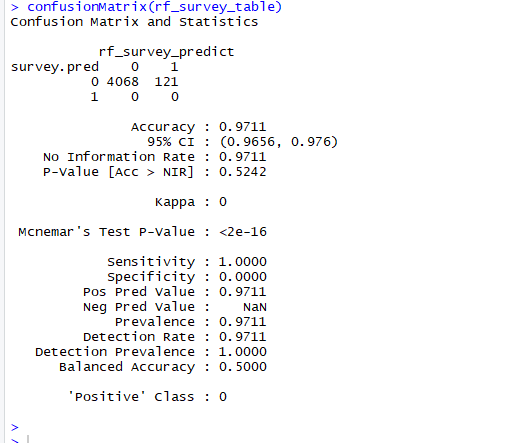 > confusionMatrix(rf_survey_table)
Confusion Matrix and Statistics
rf_survey_predict
survey.pred 0 1
0 4068 121
1 0 0
Accuracy : 0.9711
95% CI : (0.9656, 0.976)
No Information Rate : 0.9711
P-Value [Acc > NIR] : 0.5242
Kappa : 0
Mcnemar's Test P-Value : <2e-16
Sensitivity : 1.0000
Specificity : 0.0000
Pos Pred Value : 0.9711
Neg Pred Value : NaN
Prevalence : 0.9711
Detection Rate : 0.9711
Detection Prevalence : 1.0000
Balanced Accuracy : 0.5000
'Positive' Class : 0
>
>